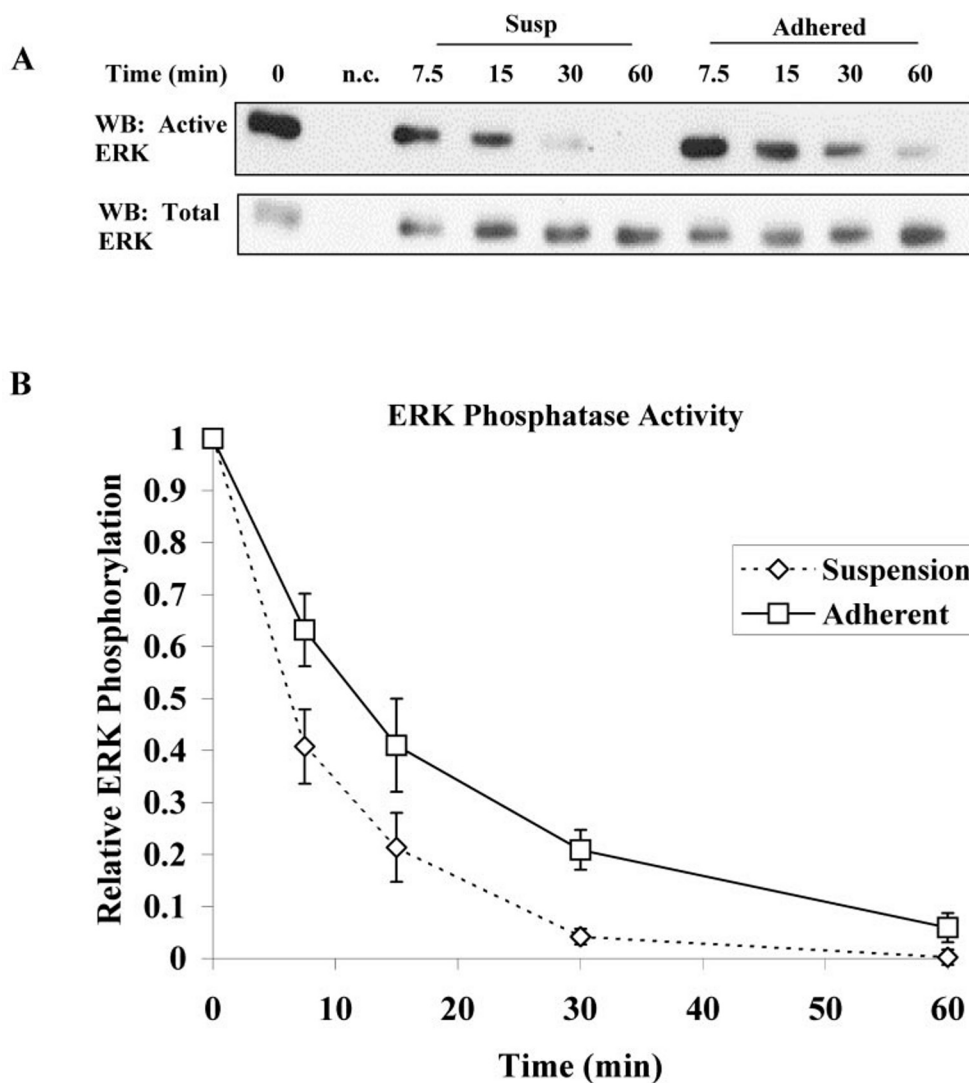 A
Susp Adhered
Time (min) 0 n.c. 7.5 15 30 60 7.5 15 30 60
WB: Active
ERK
WB: Total
ERK
B
ERK Phosphatase Activity
Relative ERK Phosphorylation
1
0.9
0.8
0.7
0.6
0.5
0.4
0.3
0.2
0.1
0
Suspension
Adherent
0 10 20 30 40 50 60
Time (min)